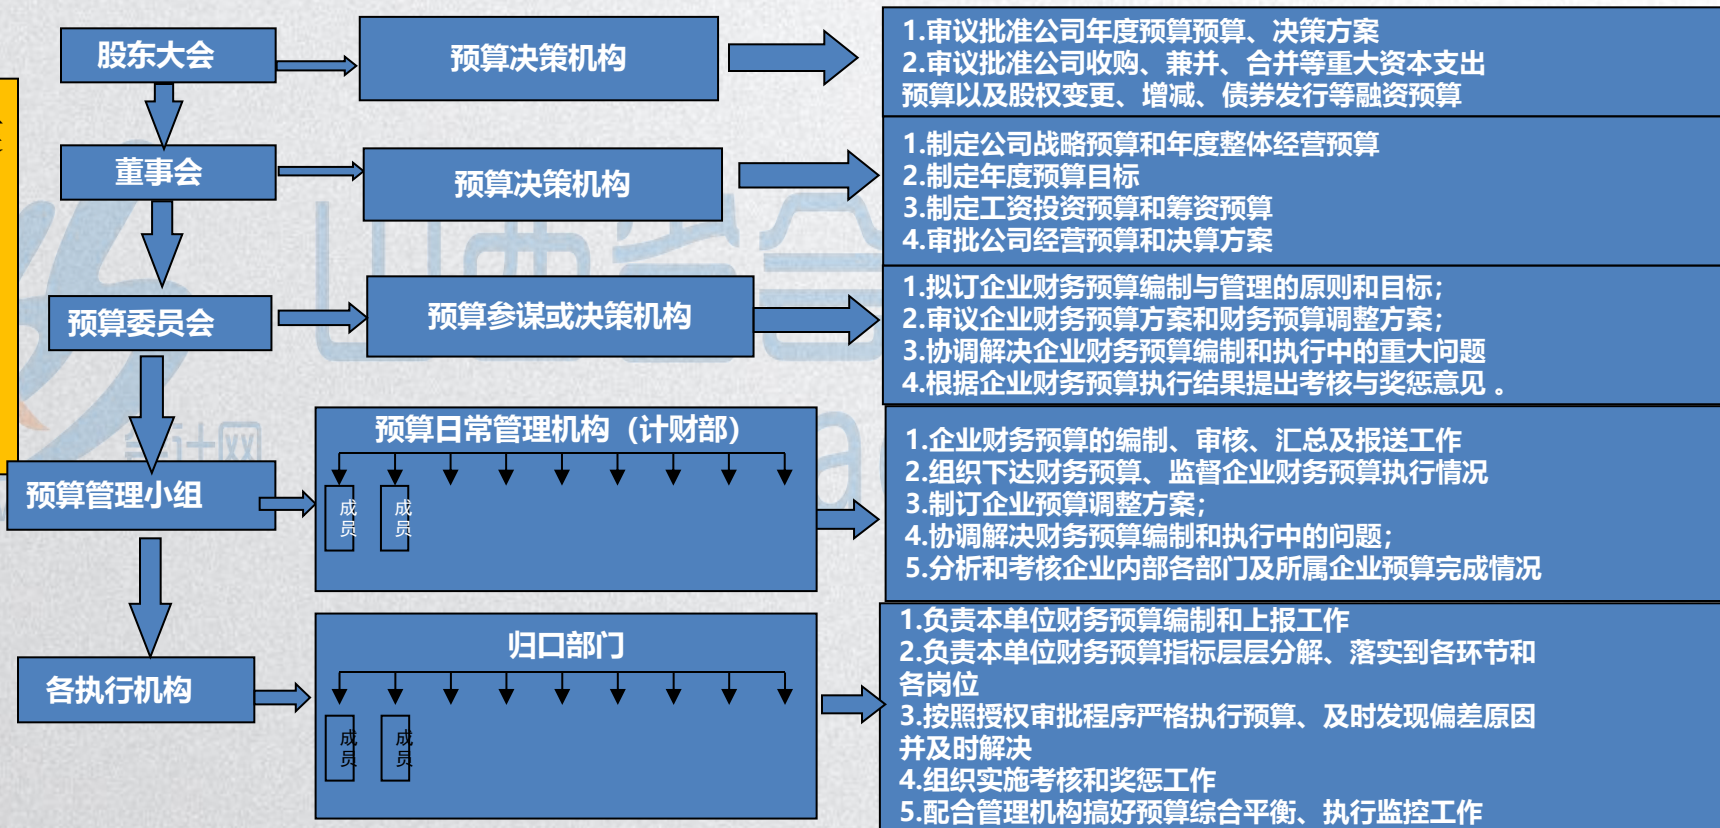 股东大会
预算决策机构
1.审议批准公司年度预算预算、决策方案
2.审议批准公司收购、兼并、合并等重大资本支出
预算以及股权变更、增减、债券发行等融资预算
董事会
预算决策机构
1.制定公司战略预算和年度整体经营预算
2.制定年度预算目标
3.制定工资投资预算和筹资预算
4.审批公司经营预算和决算方案
预算委员会
预算参谋或决策机构
1.拟订企业财务预算编制与管理的原则和目标；
2.审议企业财务预算方案和财务预算调整方案；
3.协调解决企业财务预算编制和执行中的重大问题
4.根据企业财务预算执行结果提出考核与奖惩意见 。
预算管理小组
预算日常管理机构（计财部）
成员
成员
1.企业财务预算的编制、审核、汇总及报送工作
2.组织下达财务预算、监督企业财务预算执行情况
3.制订企业预算调整方案；
4.协调解决财务预算编制和执行中的问题；
5.分析和考核企业内部各部门及所属企业预算完成情况
各执行机构
归口部门
成员
成员
1.负责本单位财务预算编制和上报工作
2.负责本单位财务预算指标层层分解、落实到各环节和
各岗位
3.按照授权审批程序严格执行预算、及时发现偏差原因
并及时解决
4.组织实施考核和奖惩工作
5.配合管理机构搞好预算综合平衡、执行监控工作
山西省会
会计网